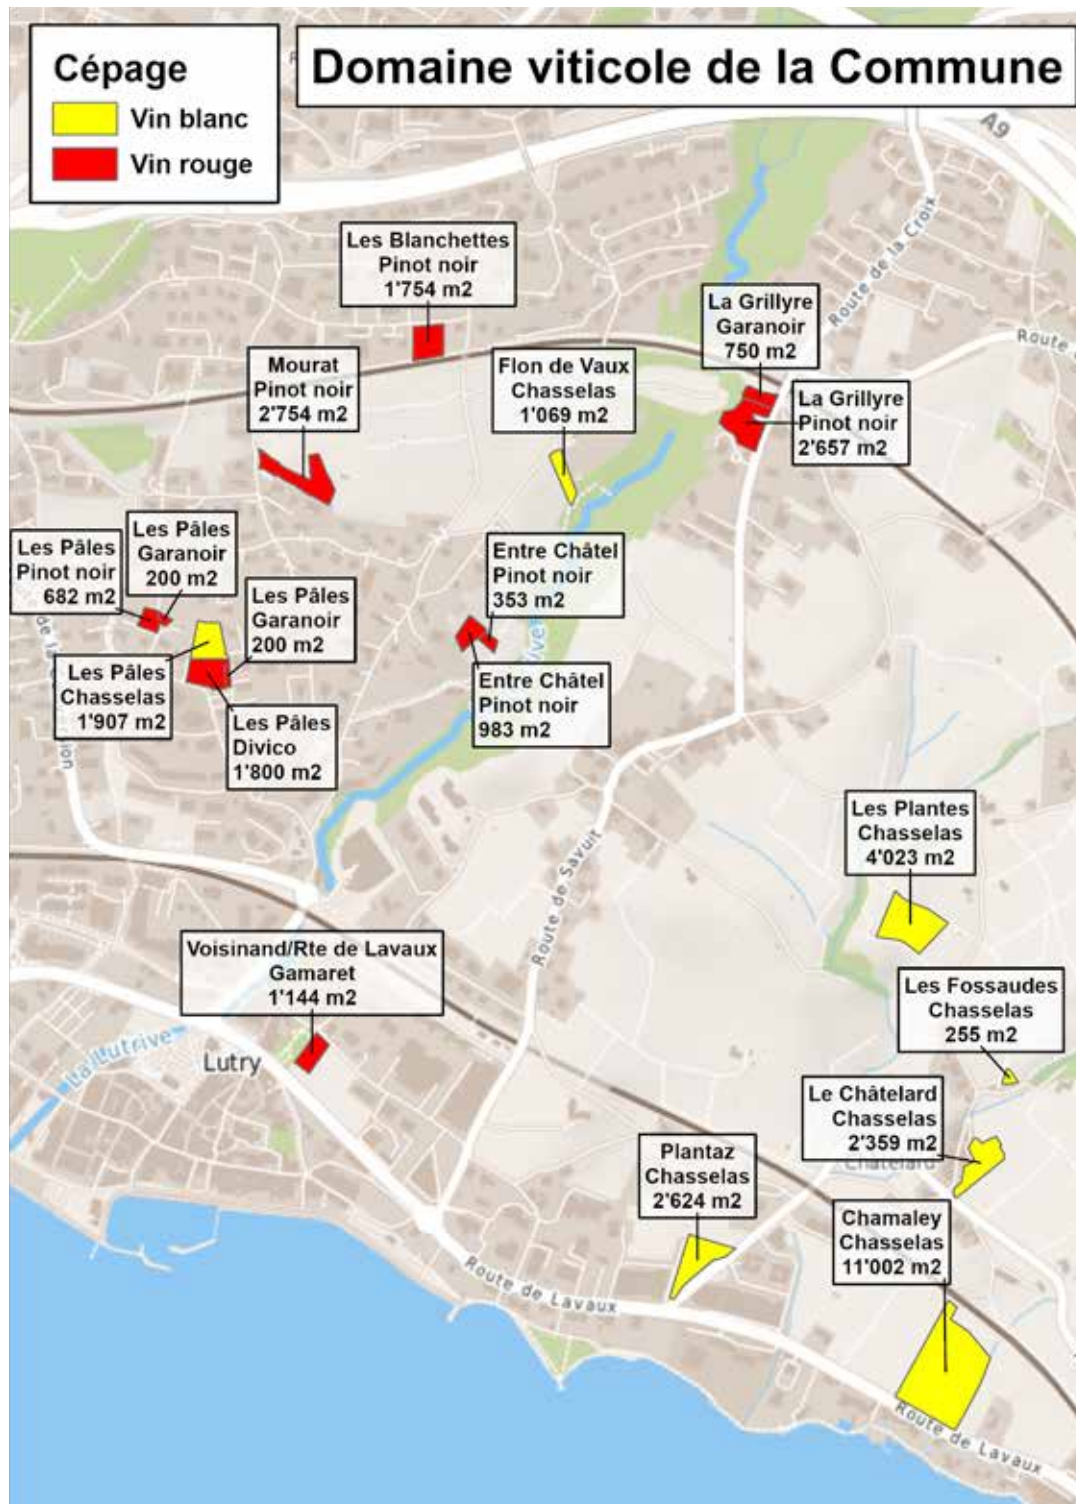 Domaine viticole de la Commune
Cépage
Vin blanc
Vin rouge
A9
Route de la Croix
Les Blanchettes
Pinot noir
1'754 m2
La Grillyre
Garanoir
750 m2
Mourat
Pinot noir
2'754 m2
Flon de Vaux
Chasselas
1'069 m2
La Grillyre
Pinot noir
2'657 m2
Les Pâles
Pinot noir
682 m2
Les Pâles
Garanoir
200 m2
Les Pâles
Garanoir
200 m2
Entre Châtel
Pinot noir
353 m2
Les Pâles
Chasselas
1'907 m2
Les Pâles
Divico
1'800 m2
Entre Châtel
Pinot noir
983 m2
Les Plantes
Chasselas
4'023 m2
Route de Savuit
Voisinand/Rte de Lavaux
Gamaret
1'144 m2
Les Fossaudes
Chasselas
255 m2
La Lutrive
Lutry
Le Châtelard
Chasselas
2'359 m2
Châtelard
Plantaz
Chasselas
2'624 m2
Chamaley
Chasselas
11'002 m2
Route de Lavaux
Route de Lavaux